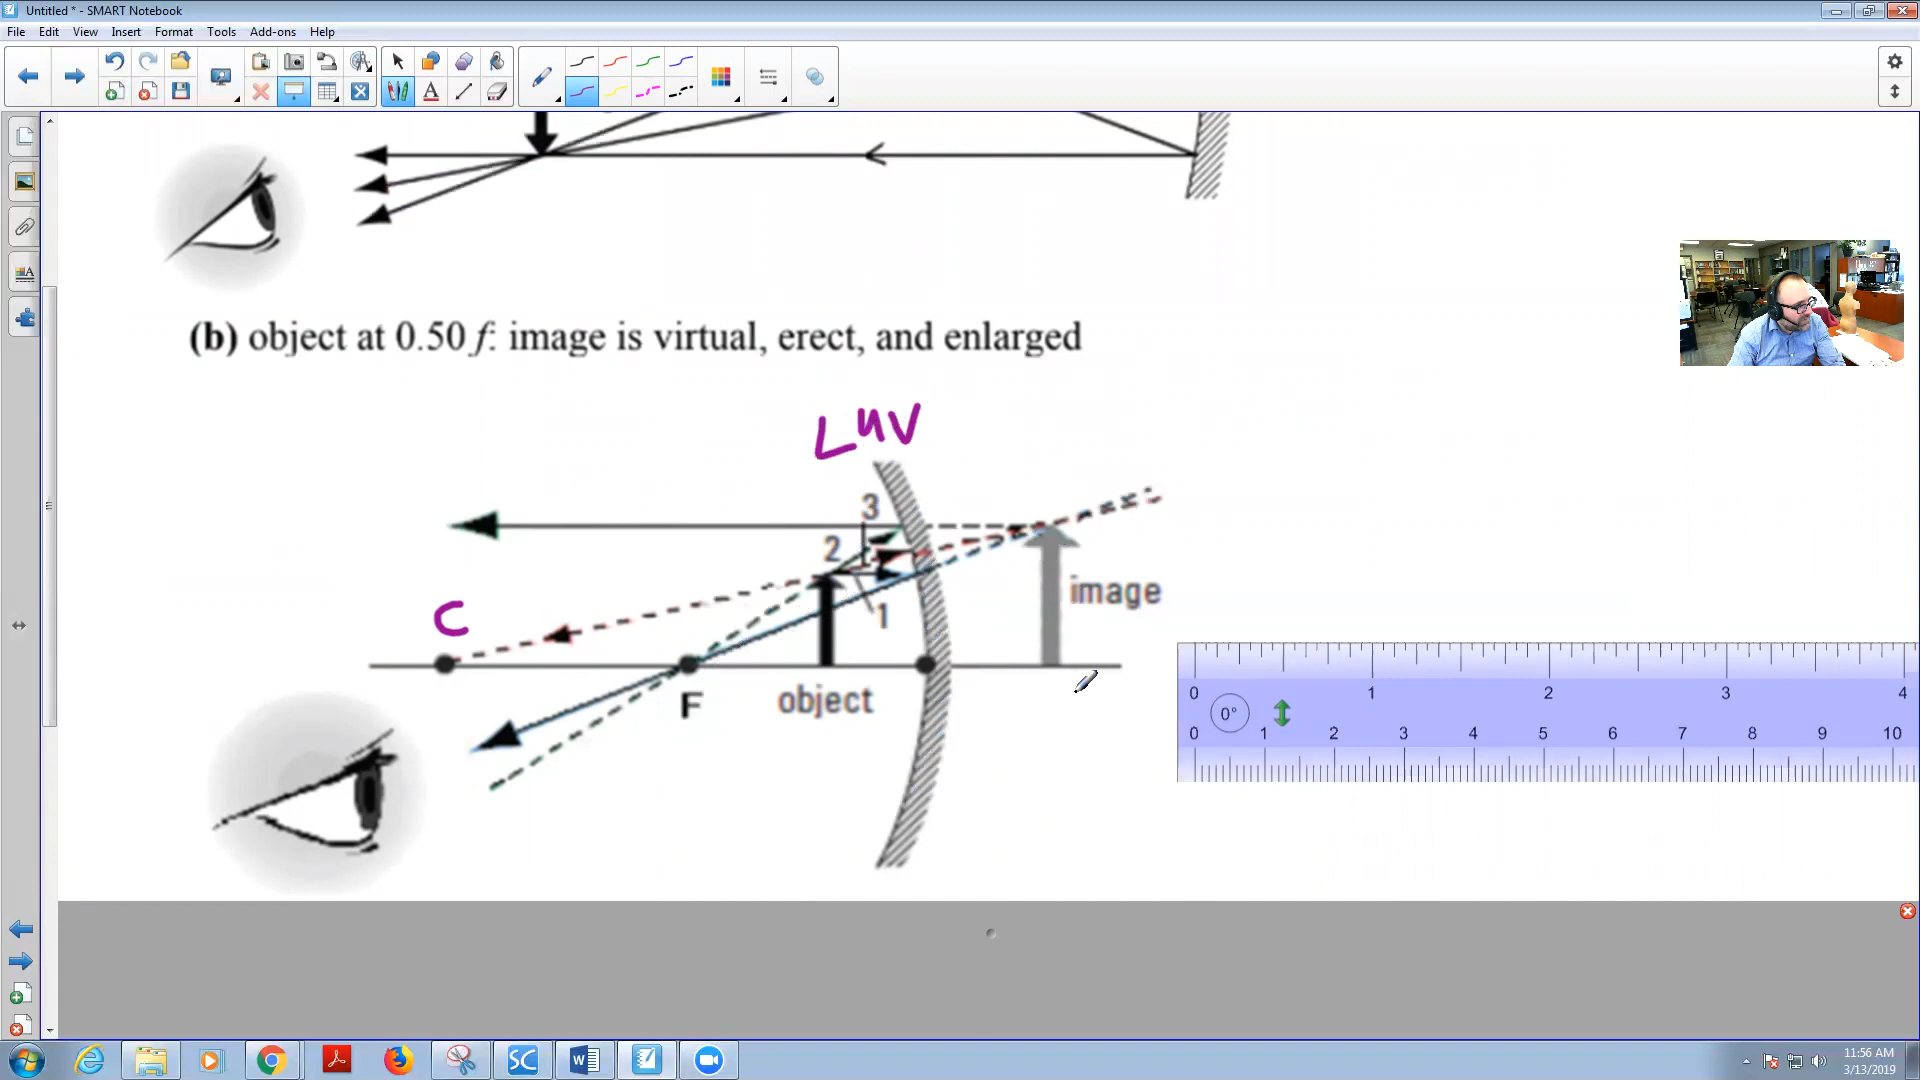 Untitled * - SMART Notebook
File Edit View Insert Format Tools Add-ons Help
(b) object at 0.50 f: image is virtual, erect, and enlarged
LUV
3
2
C
image
1
F
object
0 1 2 3 4
0°
0 1 2 3 4 5 6 7 8 9 10
11:56 AM
3/13/2019